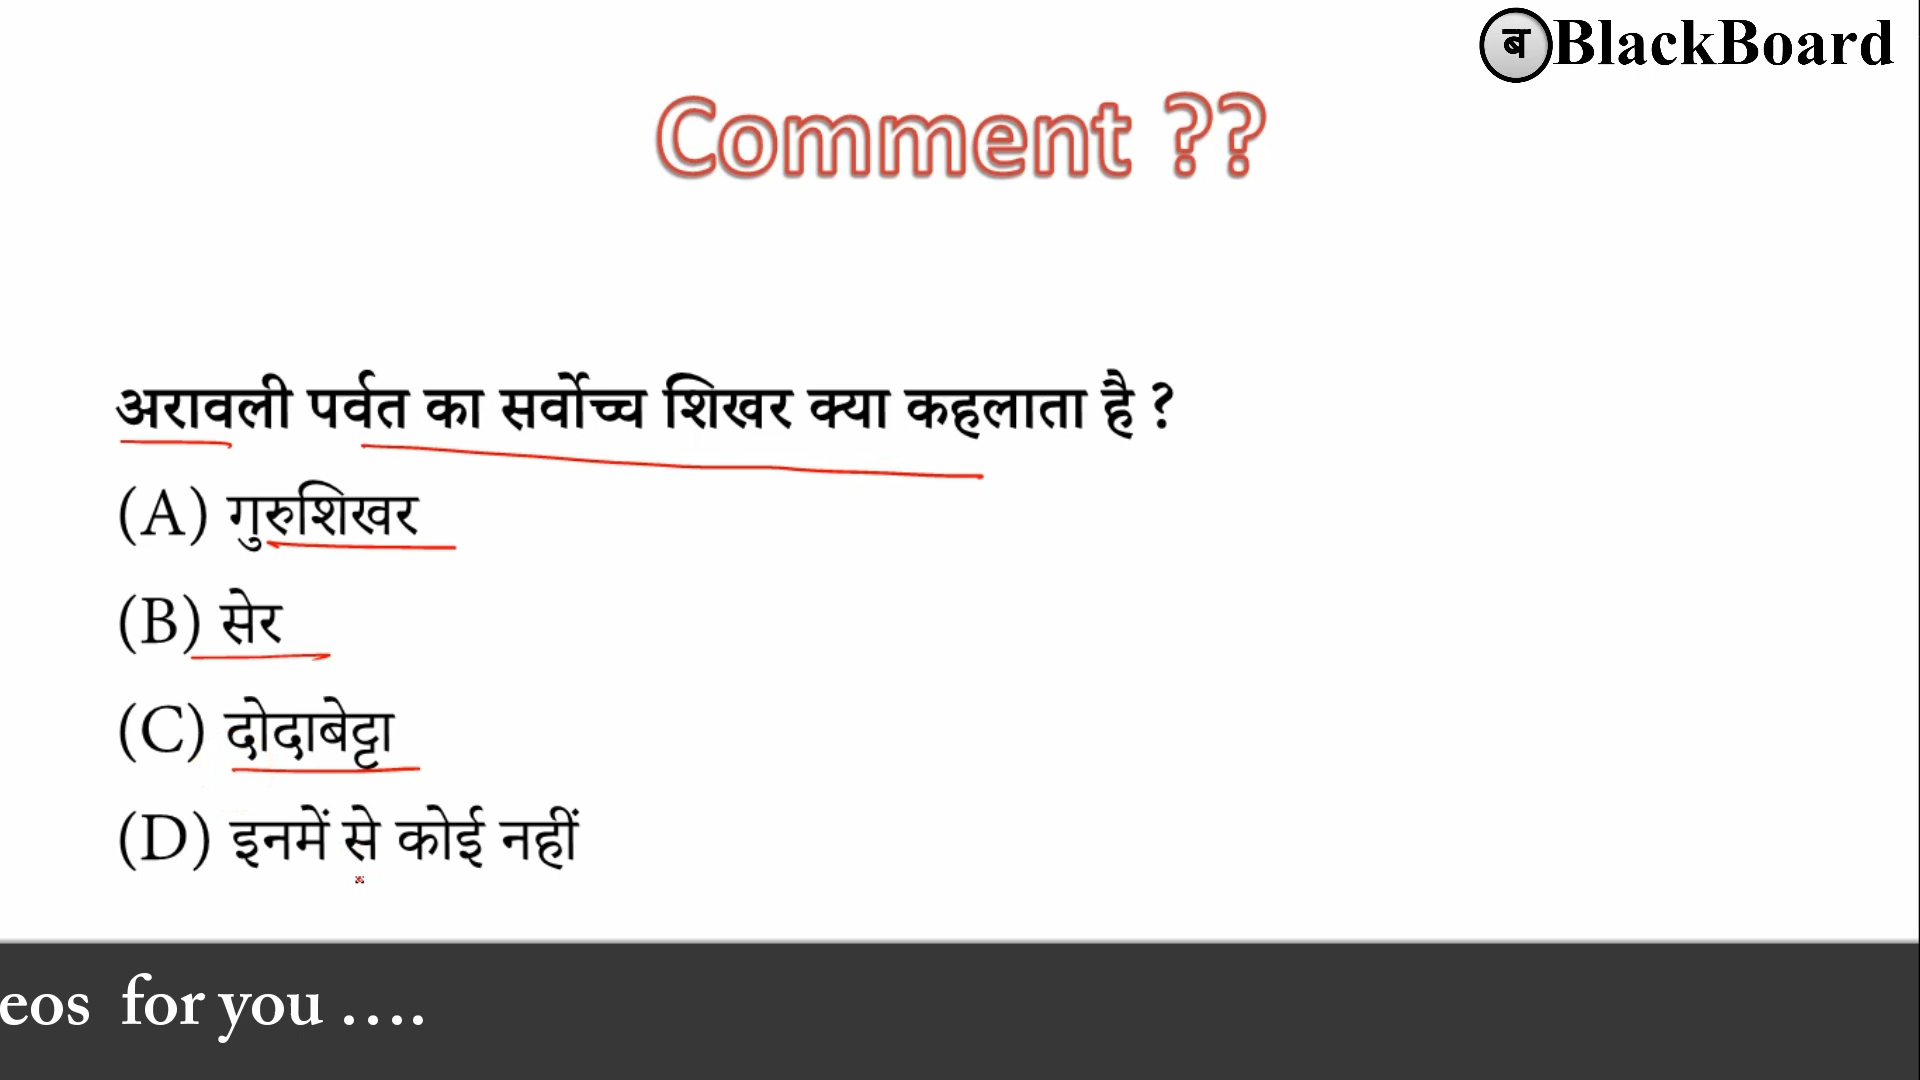 ब BlackBoard
Comment ??
अरावली पर्वत का सर्वोच्च शिखर क्या कहलाता है ?
(A) गुरुशिखर
(B) सेर
(C) दोदाबेट्टा
(D) इनमें से कोई नहीं
eos for you ....